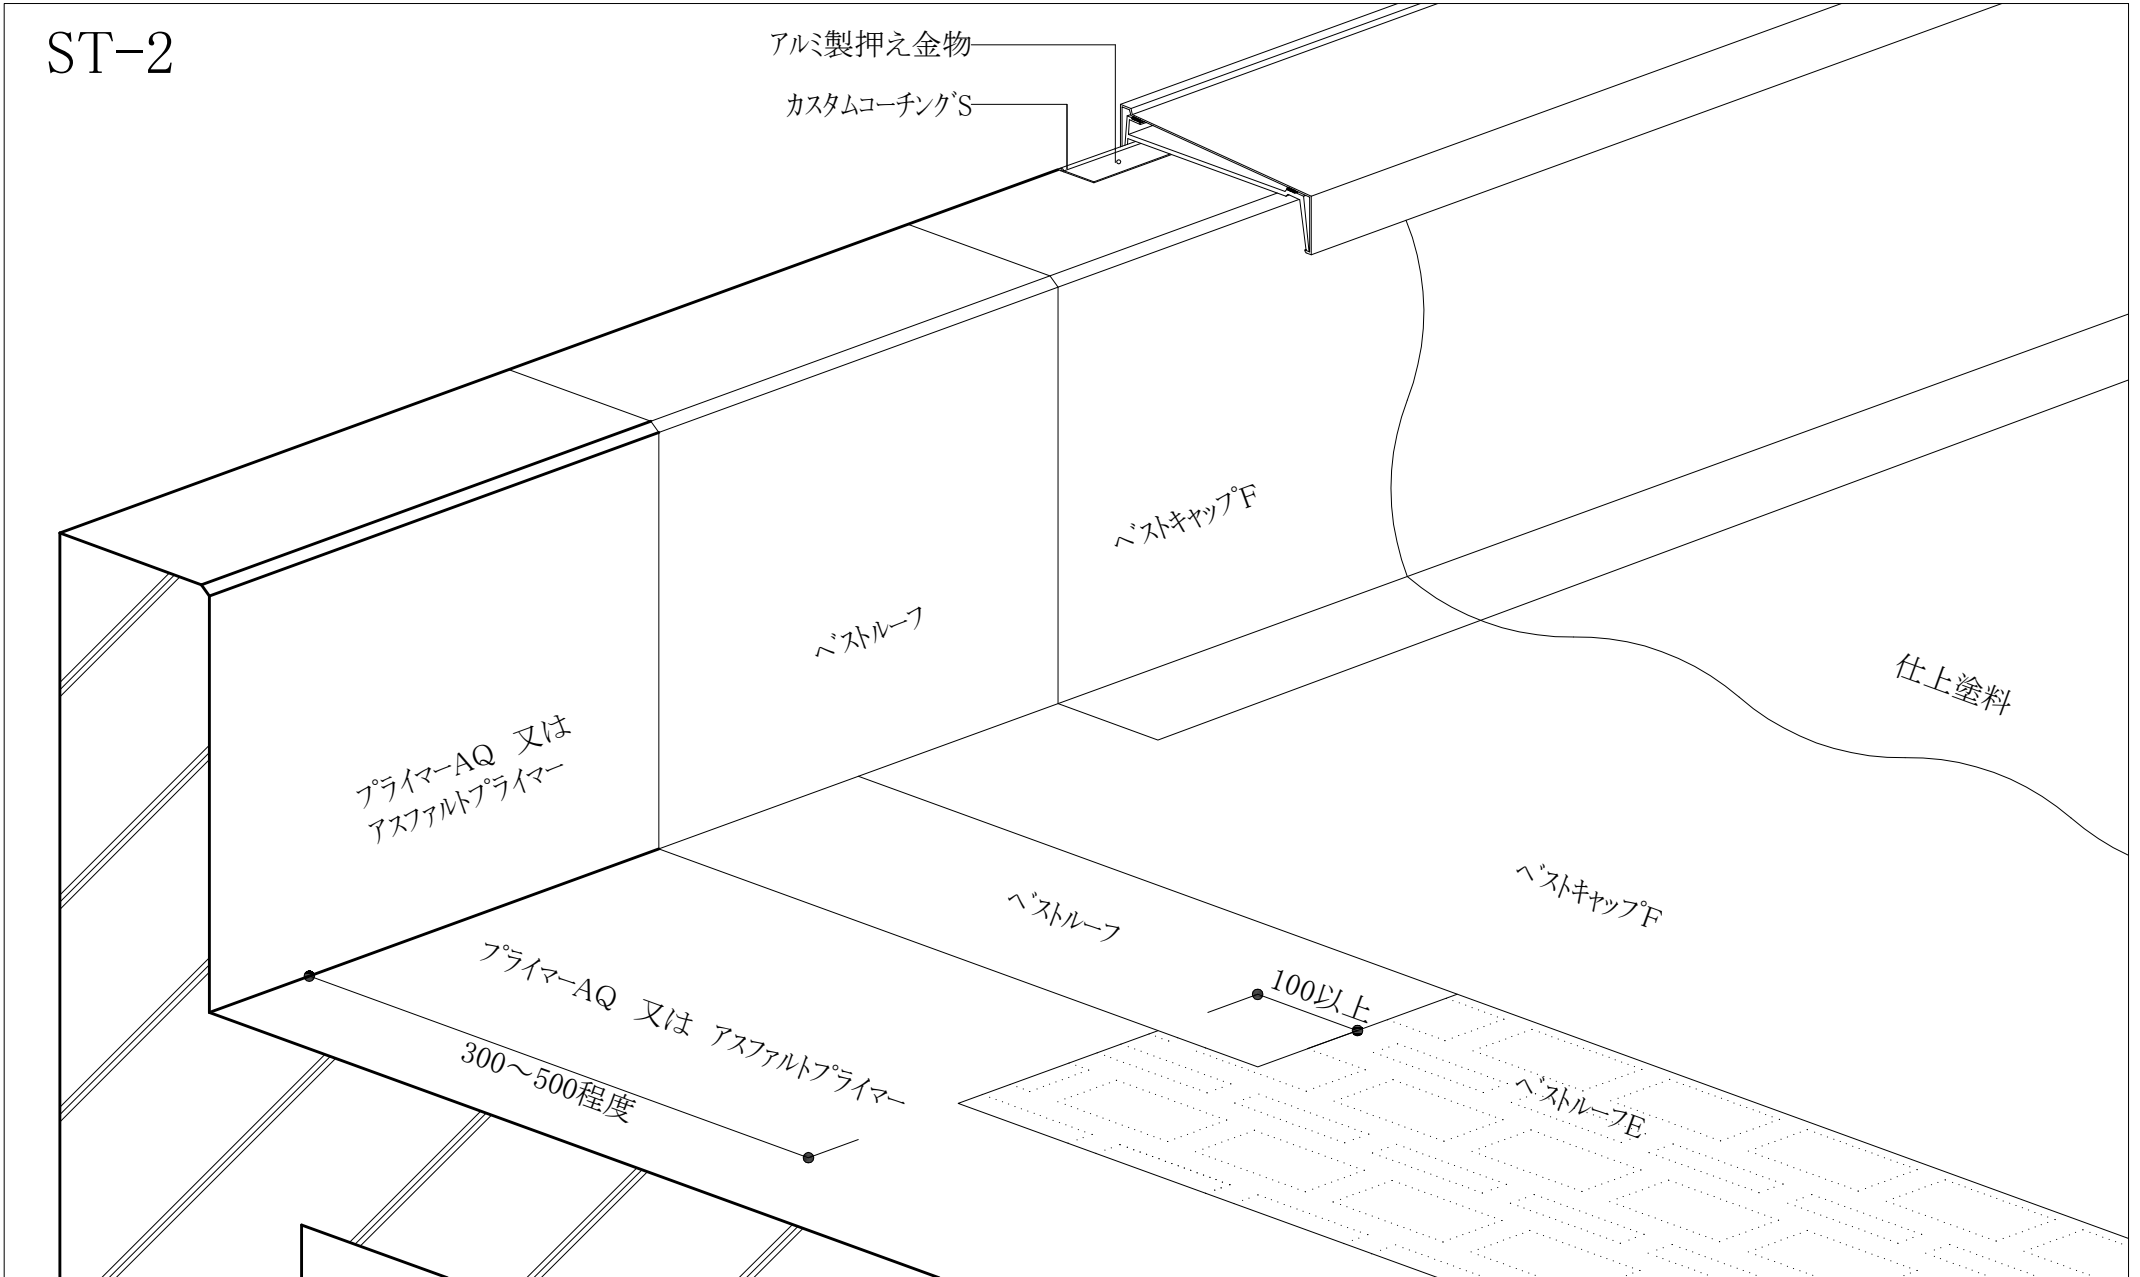 ST-2
アルミ製押え金物
カスタムコーチングS
ベストキャップF
ベストルーフ
仕上塗料
プライマーAQ　又は
アスファルトプライマー
ベストキャップF
ベストルーフ
プライマーAQ　又は　アスファルトプライマー
100以上
300～500程度
ベストルーフE